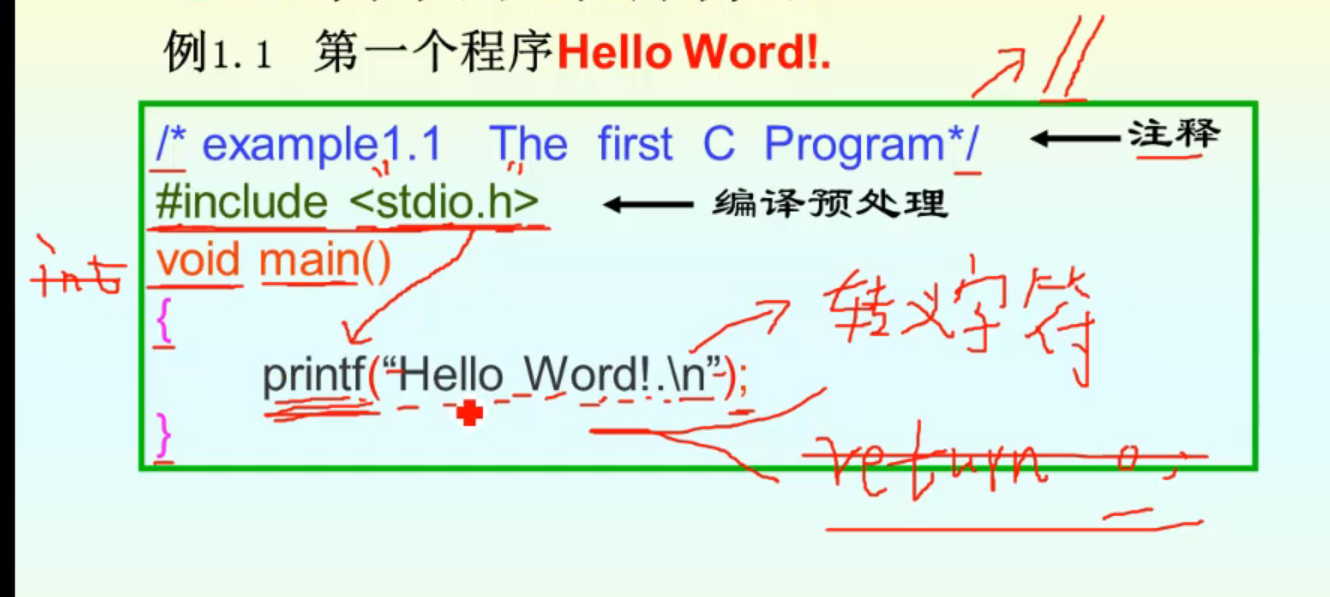 例1.1 第一个程序Hello Word!.
//
/* example1.1 The first C Program*/ 注释
#include <stdio.h> 编译预处理
int void main()
{
转义字符
printf(“Hello Word!.\n”);
}
return 0;